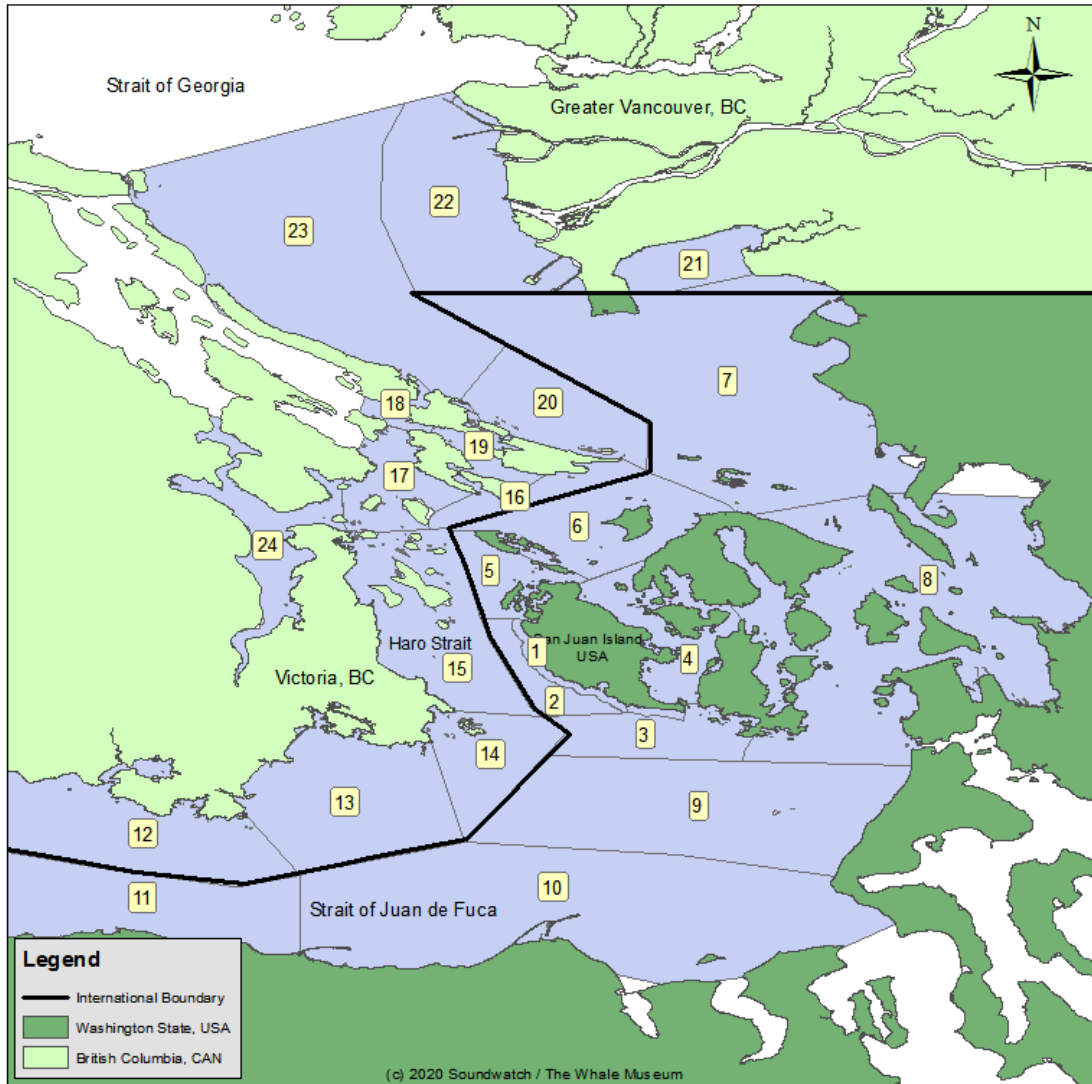 N
Strait of Georgia
Greater Vancouver, BC
22
23
21
7
18
20
19
17
16
6
24
5
8
Haro Strait
1
San Juan Island,
USA
4
15
Victoria, BC
2
3
14
13
9
12
11
10
Strait of Juan de Fuca
Legend
International Boundary
Washington State, USA
British Columbia, CAN
(c) 2020 Soundwatch / The Whale Museum